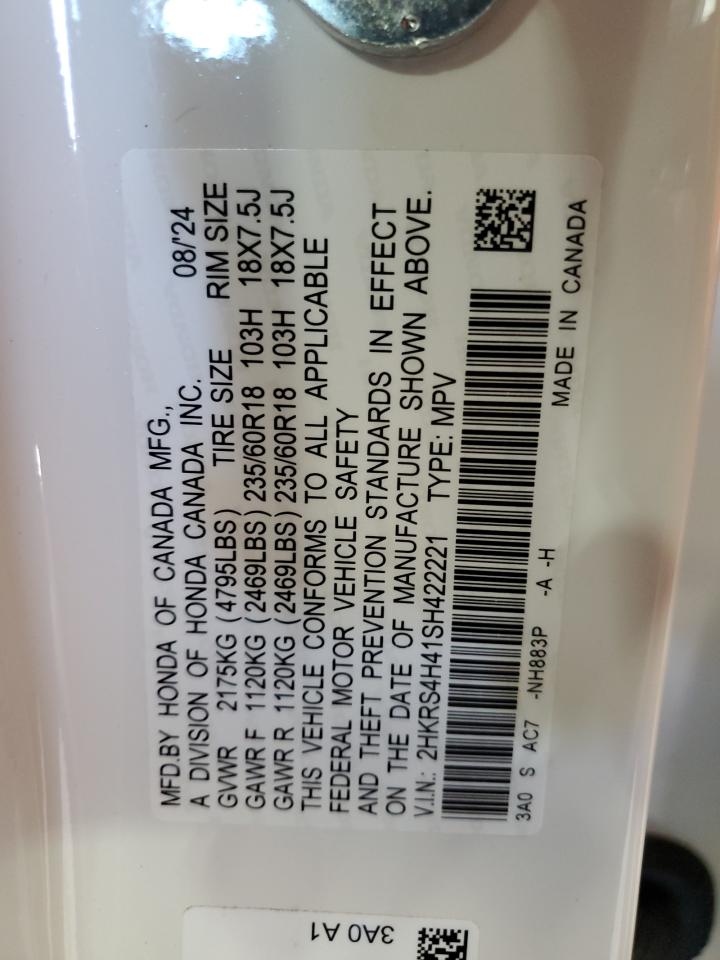 MFD.BY HONDA OF CANADA MFG.,
A DIVISION OF HONDA CANADA INC. 08/'24
GVWR 2175KG (4795LBS) TIRE SIZE RIM SIZE
GAWR F 1120KG (2469LBS) 235/60R18 103H 18X7.5J
GAWR R 1120KG (2469LBS) 235/60R18 103H 18X7.5J
THIS VEHICLE CONFORMS TO ALL APPLICABLE
FEDERAL MOTOR VEHICLE SAFETY
AND THEFT PREVENTION STANDARDS IN EFFECT
ON THE DATE OF MANUFACTURE SHOWN ABOVE.
V.I.N.: 2HKRS4H41SH422221 TYPE: MPV
3A0 S AC7 -NH883P -A -H
MADE IN CANADA
3A0 A1